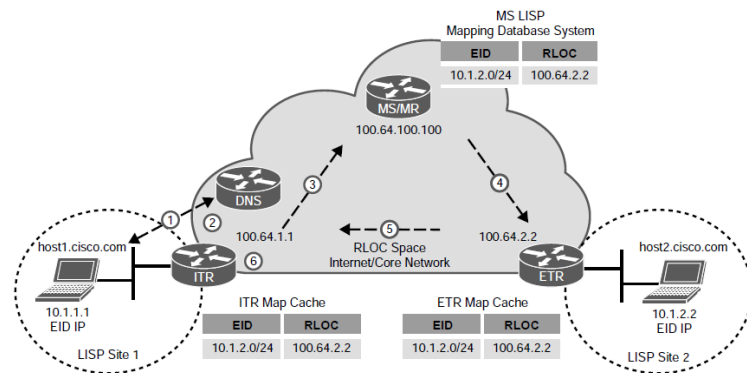 MS LISP
Mapping Database System
EID RLOC
10.1.2.0/24 100.64.2.2
MS/MR
100.64.100.100
3
4
DNS
1
2
100.64.1.1
5
100.64.2.2
host1.cisco.com
RLOC Space
Internet/Core Network
host2.cisco.com
6
ITR
ETR
10.1.1.1
EID IP
ITR Map Cache
ETR Map Cache
10.1.2.2
EID IP
EID RLOC
EID RLOC
LISP Site 1
10.1.2.0/24 100.64.2.2
10.1.2.0/24 100.64.2.2
LISP Site 2